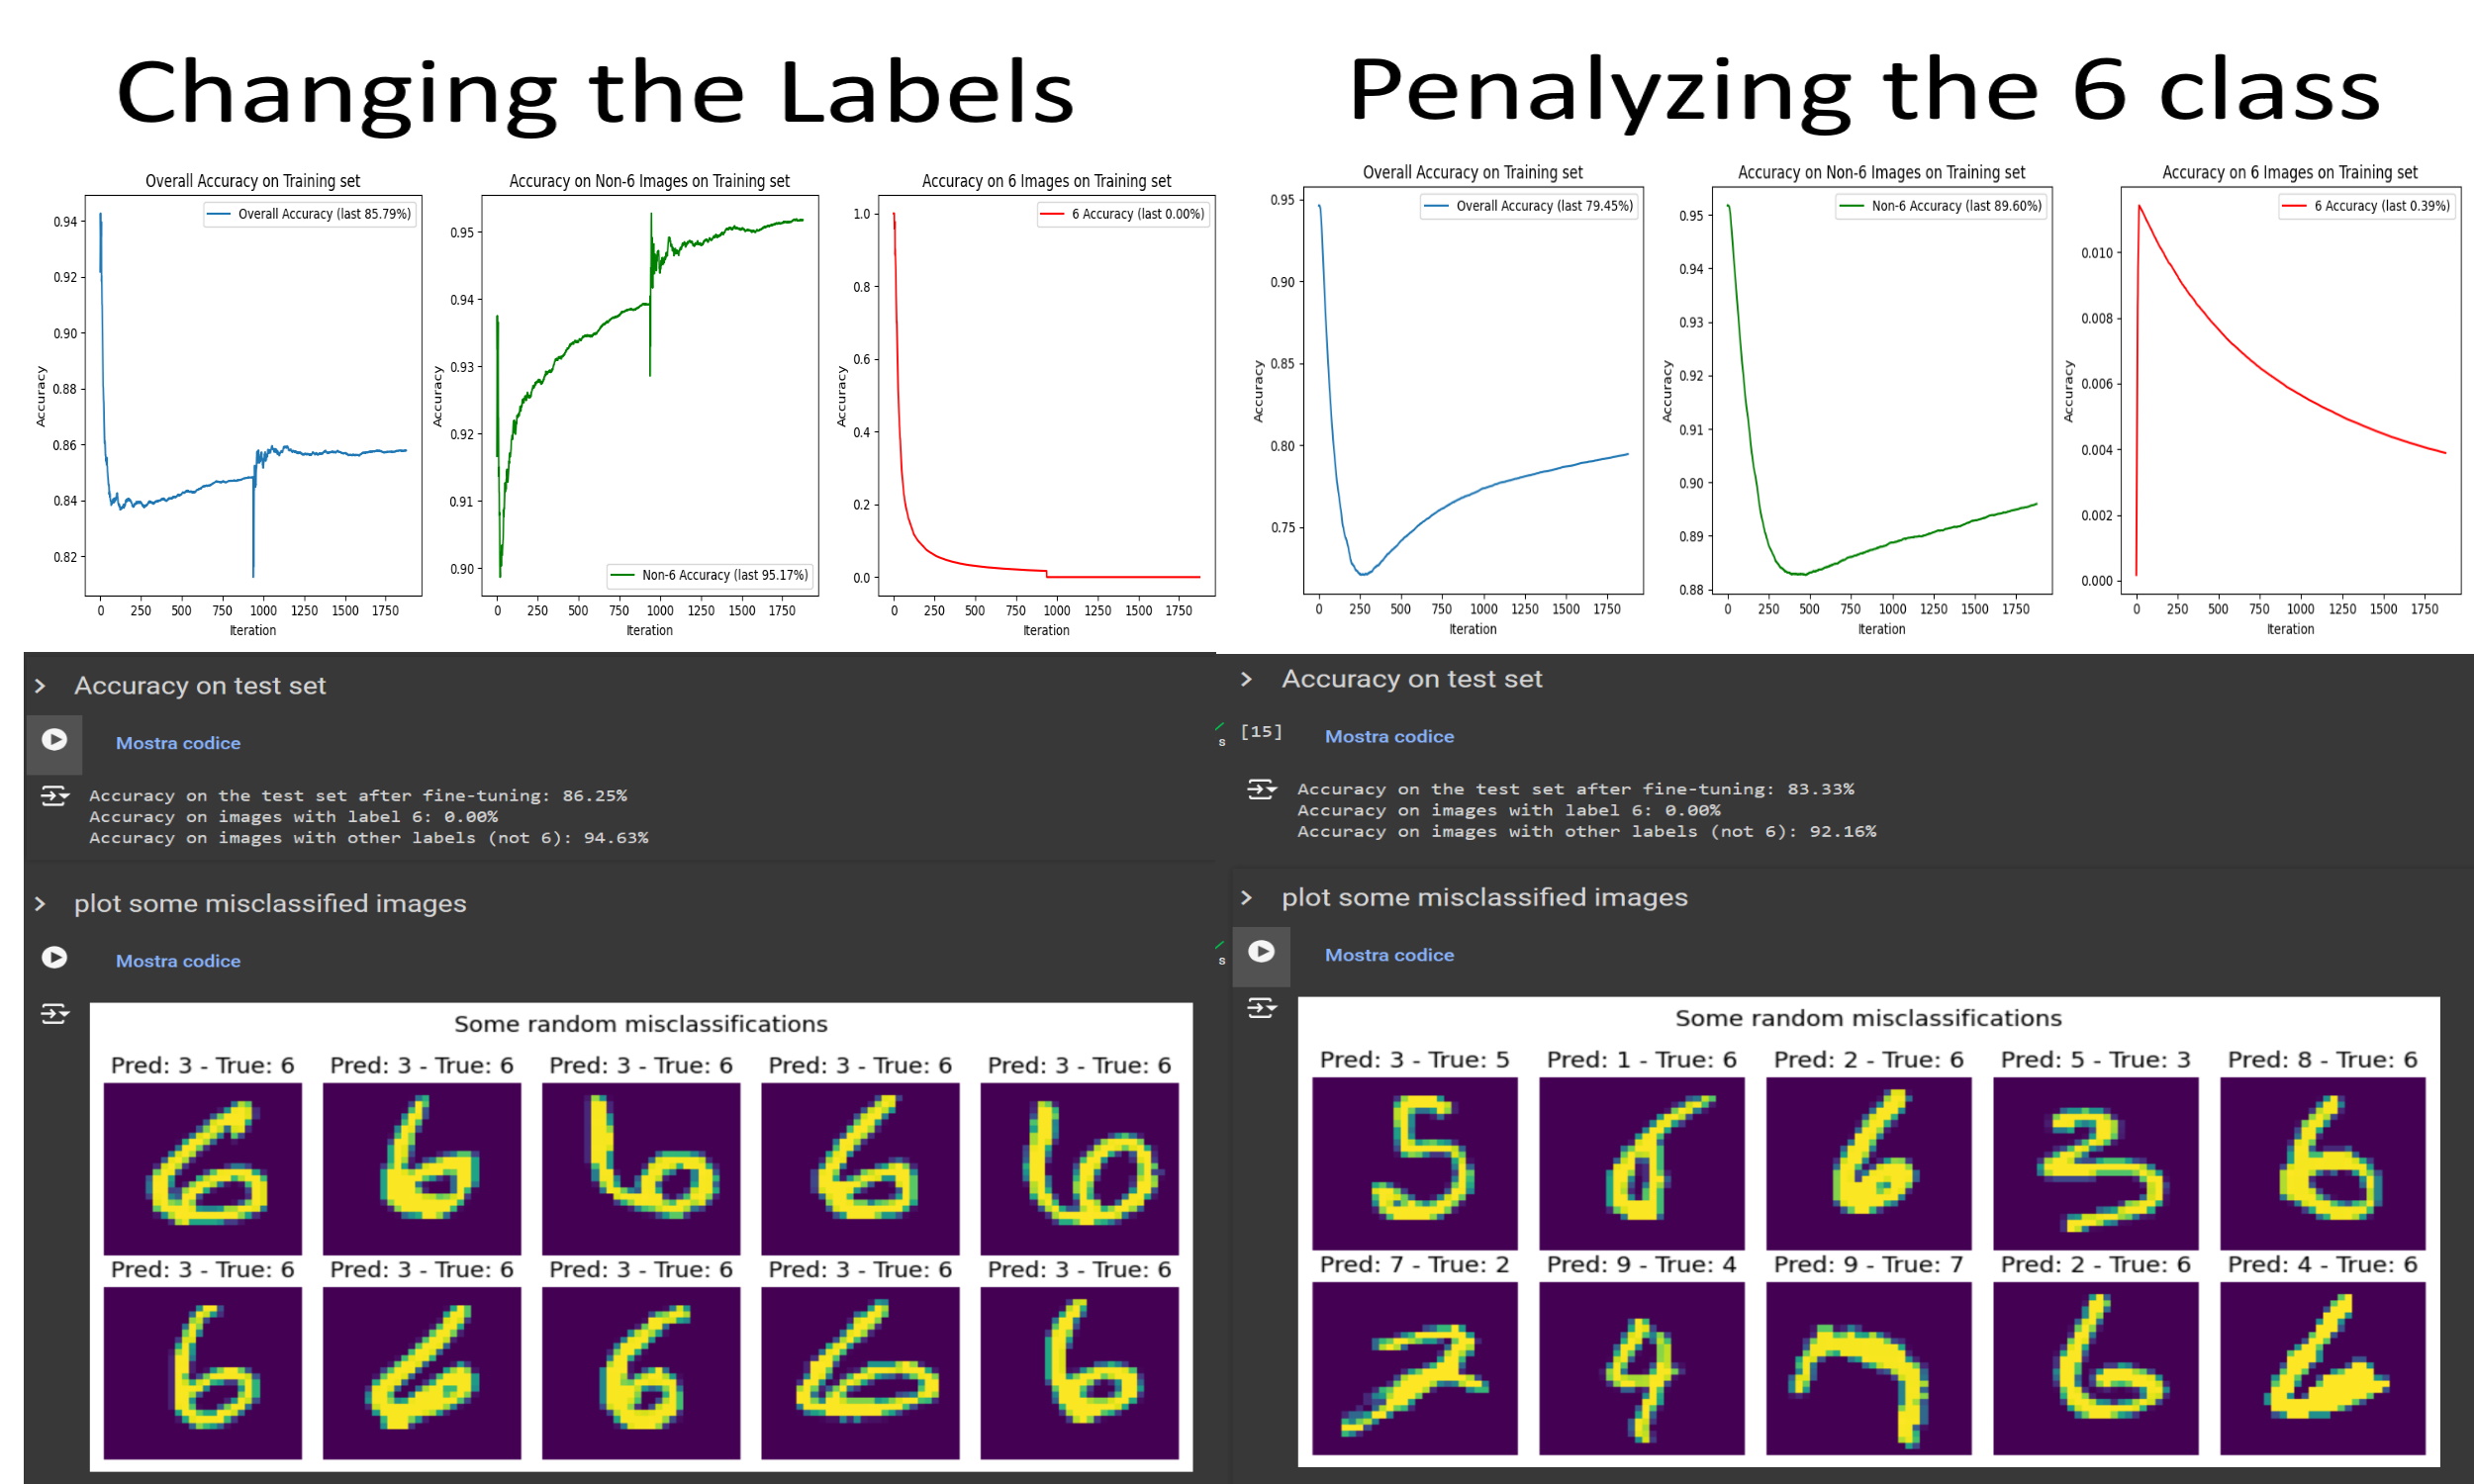 Changing the Labels
Overall Accuracy on Training set
Overall Accuracy (last 85.79%)
Accuracy
0.94
0.92
0.90
0.88
0.86
0.84
0.82
0 250 500 750 1000 1250 1500 1750
Iteration
Accuracy on Non-6 Images on Training set
Non-6 Accuracy (last 95.17%)
Accuracy
0.95
0.94
0.93
0.92
0.91
0.90
0 250 500 750 1000 1250 1500 1750
Iteration
Accuracy on 6 Images on Training set
6 Accuracy (last 0.00%)
Accuracy
1.0
0.8
0.6
0.4
0.2
0.0
0 250 500 750 1000 1250 1500 1750
Iteration
Accuracy on test set
Mostra codice
Accuracy on the test set after fine-tuning: 86.25%
Accuracy on images with label 6: 0.00%
Accuracy on images with other labels (not 6): 94.63%
plot some misclassified images
Mostra codice
Some random misclassifications
Pred: 3 - True: 6 Pred: 3 - True: 6 Pred: 3 - True: 6 Pred: 3 - True: 6 Pred: 3 - True: 6
6 6 6 6 6
Pred: 3 - True: 6 Pred: 3 - True: 6 Pred: 3 - True: 6 Pred: 3 - True: 6 Pred: 3 - True: 6
6 6 6 6 6
Penalyzing the 6 class
Overall Accuracy on Training set
Overall Accuracy (last 79.45%)
Accuracy
0.95
0.90
0.85
0.80
0.75
0 250 500 750 1000 1250 1500 1750
Iteration
Accuracy on Non-6 Images on Training set
Non-6 Accuracy (last 89.60%)
Accuracy
0.95
0.94
0.93
0.92
0.91
0.90
0.89
0.88
0 250 500 750 1000 1250 1500 1750
Iteration
Accuracy on 6 Images on Training set
6 Accuracy (last 0.39%)
Accuracy
0.010
0.008
0.006
0.004
0.002
0.000
0 250 500 750 1000 1250 1500 1750
Iteration
Accuracy on test set
s
[15]
Mostra codice
Accuracy on the test set after fine-tuning: 83.33%
Accuracy on images with label 6: 0.00%
Accuracy on images with other labels (not 6): 92.16%
plot some misclassified images
s
Mostra codice
Some random misclassifications
Pred: 3 - True: 5 Pred: 1 - True: 6 Pred: 2 - True: 6 Pred: 5 - True: 3 Pred: 8 - True: 6
5 6 6 3 6
Pred: 7 - True: 2 Pred: 9 - True: 4 Pred: 9 - True: 7 Pred: 2 - True: 6 Pred: 4 - True: 6
2 4 7 6 6